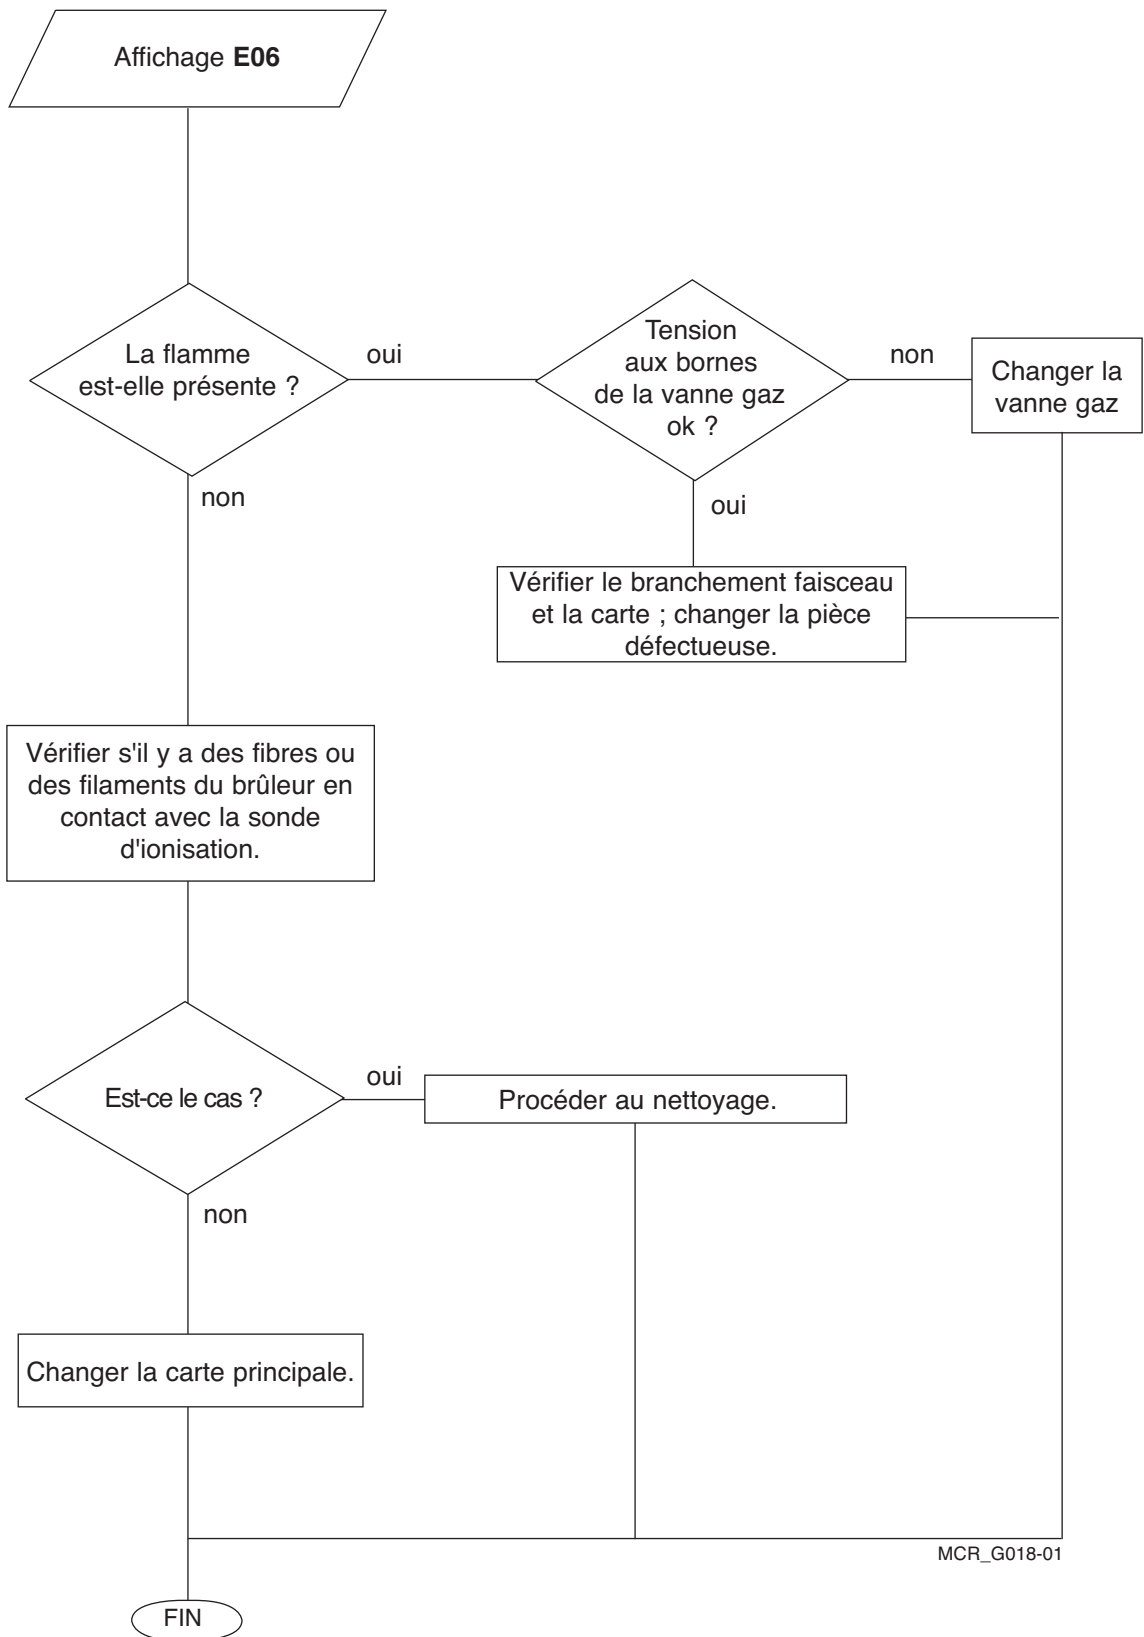 Affichage E06
La flamme
est-elle présente ?
oui
Tension
aux bornes
de la vanne gaz
ok ?
non
Changer la
vanne gaz
non
oui
Vérifier le branchement faisceau
et la carte ; changer la pièce
défectueuse.
Vérifier s'il y a des fibres ou
des filaments du brûleur en
contact avec la sonde
d'ionisation.
Est-ce le cas ?
oui
Procéder au nettoyage.
non
Changer la carte principale.
MCR_G018-01
FIN